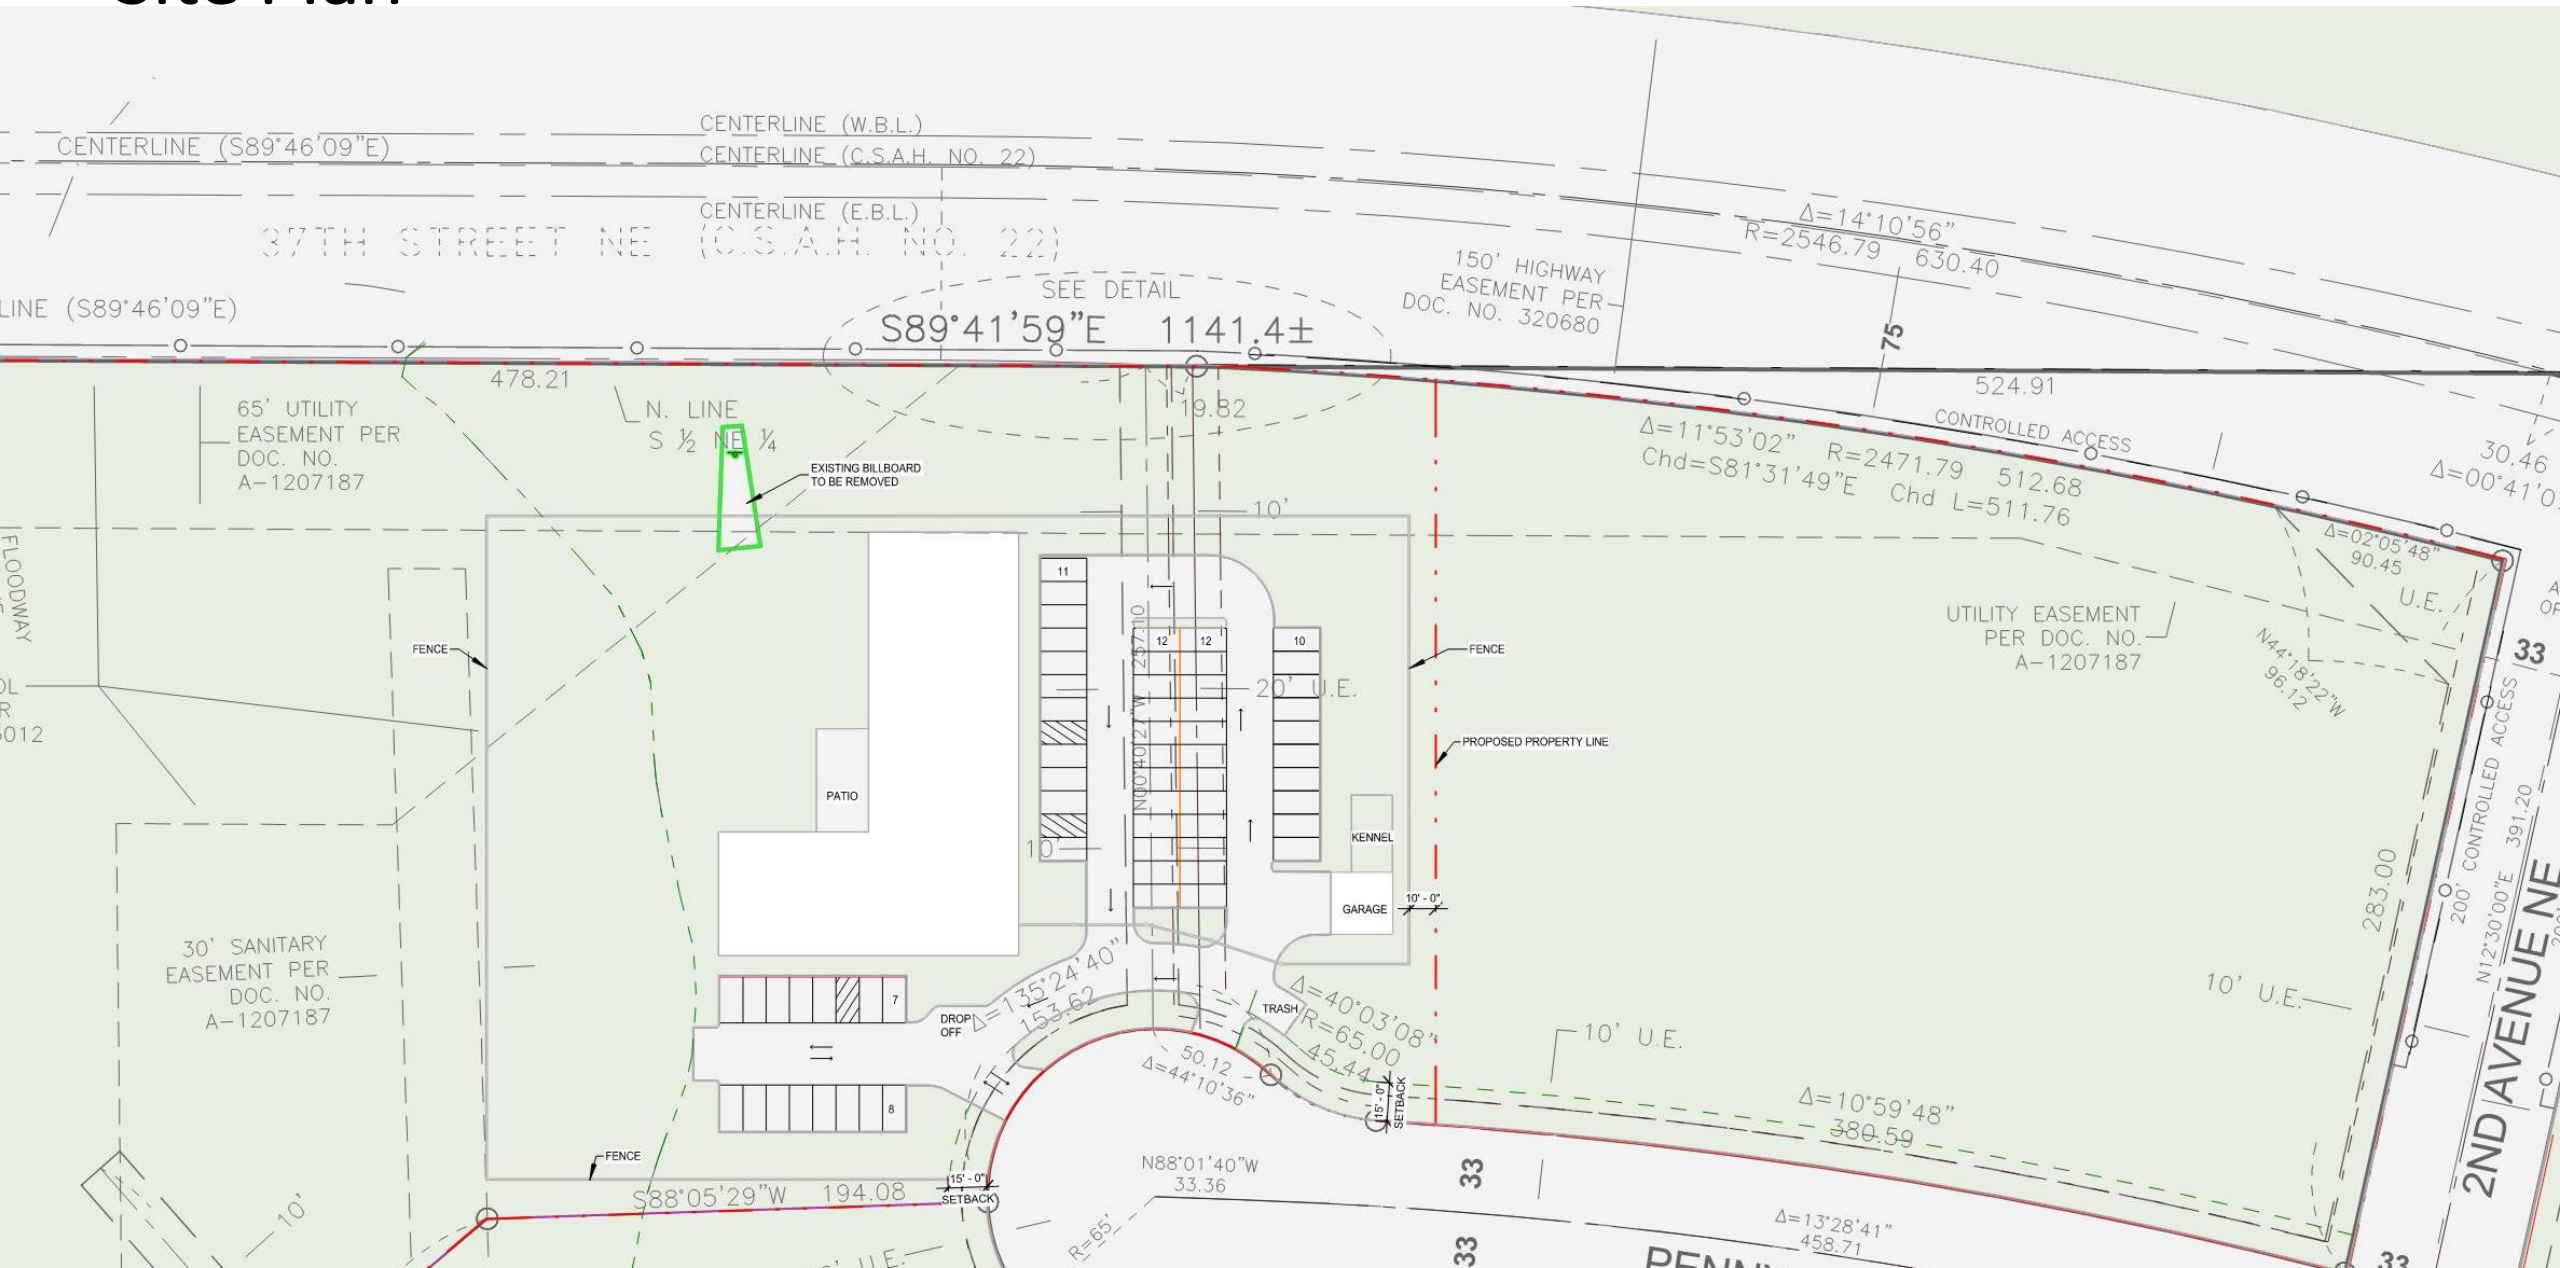 CENTERLINE (W.B.L.)
CENTERLINE (S89°46'09"E)
CENTERLINE (C.S.A.H. NO. 22)
CENTERLINE (E.B.L.)
37TH STREET NE (C.S.A.H. NO. 22)
Δ=14°10'56"
R=2546.79 630.40
150' HIGHWAY
EASEMENT PER
DOC. NO. 320680
SEE DETAIL
LINE (S89°46'09"E)
S89°41'59"E 1141.4±
75
478.21
524.91
19.82
65' UTILITY
EASEMENT PER
DOC. NO.
A-1207187
N. LINE
S ½ NE ¼
EXISTING BILLBOARD
TO BE REMOVED
CONTROLLED ACCESS
Δ=11°53'02" R=2471.79 512.68
Chd=S81°31'49"E Chd L=511.76
30.46
Δ=00°41'0
10'
Δ=02°05'48"
90.45
U.E.
FLOODWAY
11
12
12
10
FENCE
FENCE
UTILITY EASEMENT
PER DOC. NO.
A-1207187
33
N44°18'22"W
96.12
20' U.E.
N00°40'27"W 257.10
OL
R
6012
PROPOSED PROPERTY LINE
PATIO
10'
KENNEL
GARAGE
10' - 0"
200' CONTROLLED ACCESS
N12°30'00"E 391.20
283.00
2ND AVENUE NE
30' SANITARY
EASEMENT PER
DOC. NO.
A-1207187
7
DROP
OFF
Δ=135°24'40"
153.62
TRASH
Δ=40°03'08"
R=65.00
45.44
50.12
Δ=44°10'36"
10' U.E.
10' U.E.
15' - 0"
SETBACK
8
Δ=10°59'48"
380.59
FENCE
15' - 0"
SETBACK
S88°05'29"W 194.08
N88°01'40"W
33.36
33
R=65'
10'
Δ=13°28'41"
458.71
33
33
U.E.